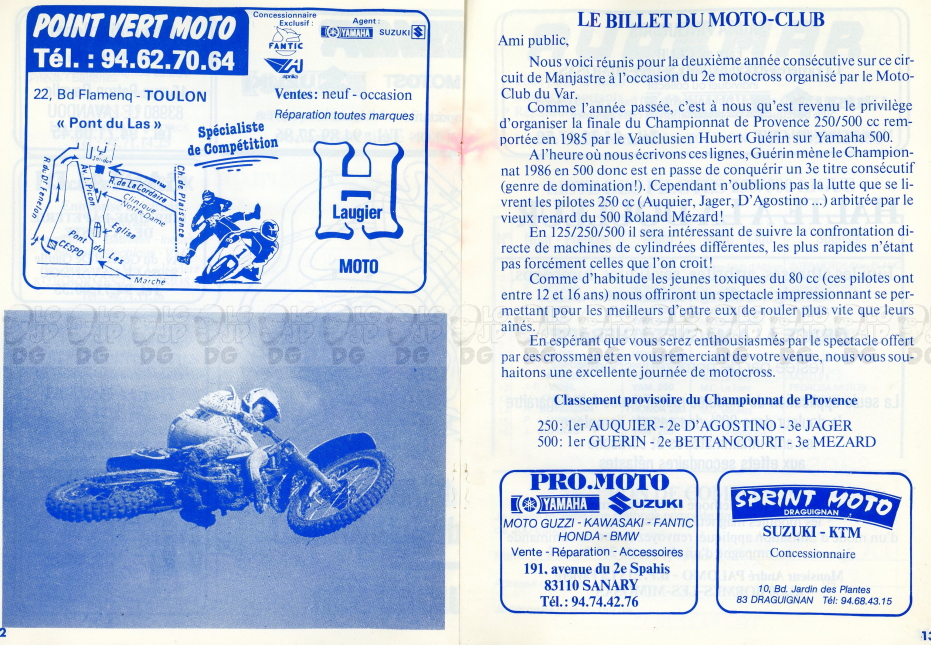 POINT VERT MOTO
Tél. : 94.62.70.64
Concessionnaire
Exclusif :
FANTIC
aprilia
Agent :
YAMAHA SUZUKI
22, Bd Flamenq - TOULON
« Pont du Las »
Ventes : neuf - occasion
Réparation toutes marques
Spécialiste
de Compétition
R. du Dr Fenelon
Av. L. Picon
R. de La Cordaire
Clinique
Notre Dame
Eglise
Pont du Las
CESPO
Marché
Ch. de Plaisance....
H
Laugier
MOTO
2
LE BILLET DU MOTO-CLUB
Ami public,
Nous voici réunis pour la deuxième année consécutive sur ce cir-
cuit de Manjastre à l'occasion du 2e motocross organisé par le Moto-
Club du Var.
Comme l'année passée, c'est à nous qu'est revenu le privilège
d'organiser la finale du Championnat de Provence 250/500 cc rem-
portée en 1985 par le Vauclusien Hubert Guérin sur Yamaha 500.
A l'heure où nous écrivons ces lignes, Guérin mène le Champion-
nat 1986 en 500 donc est en passe de conquérir un 3e titre consécutif
(genre de domination !). Cependant n'oublions pas la lutte que se li-
vrent les pilotes 250 cc (Auquier, Jager, D'Agostino ...) arbitrée par le
vieux renard du 500 Roland Mézard !
En 125/250/500 il sera intéressant de suivre la confrontation di-
recte de machines de cylindrées différentes, les plus rapides n'étant
pas forcément celles que l'on croit !
Comme d'habitude les jeunes toxiques du 80 cc (ces pilotes ont
entre 12 et 16 ans) nous offriront un spectacle impressionnant se per-
mettant pour les meilleurs d'entre eux de rouler plus vite que leurs
ainés.
En espérant que vous serez enthousiasmés par le spectacle offert
par ces crossmen et en vous remerciant de votre venue, nous vous sou-
haitons une excellente journée de motocross.
Classement provisoire du Championnat de Provence
250 : 1er AUQUIER - 2e D'AGOSTINO - 3e JAGER
500 : 1er GUERIN - 2e BETTANCOURT - 3e MEZARD
PRO.MOTO
YAMAHA SUZUKI
MOTO GUZZI - KAWASAKI - FANTIC
HONDA - BMW
Vente - Réparation - Accessoires
191, avenue du 2e Spahis
83110 SANARY
Tél. : 94.74.42.76
SPRINT MOTO
DRAGUIGNAN
SUZUKI - KTM
Concessionnaire
10, Bd. Jardin des Plantes
83 DRAGUIGNAN Tél: 94.68.43.15
13